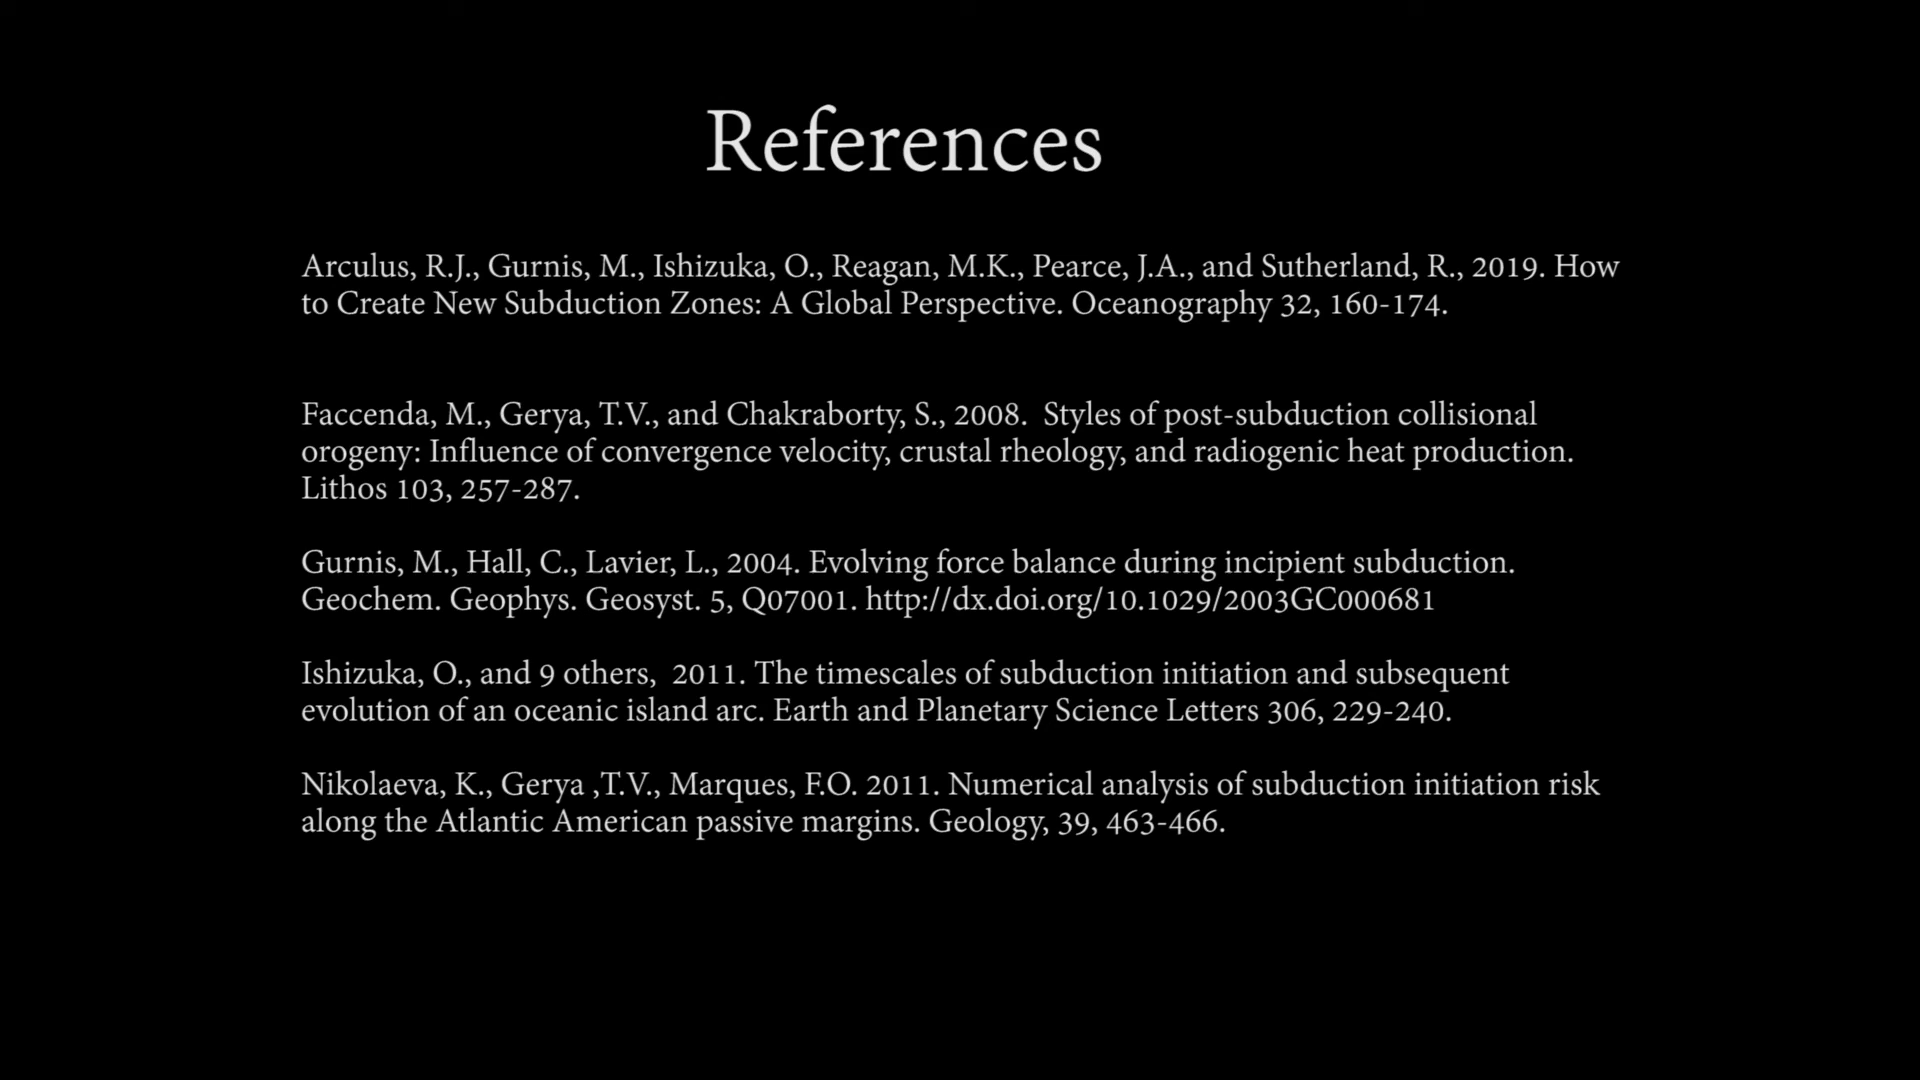 References
Arculus, R.J., Gurnis, M., Ishizuka, O., Reagan, M.K., Pearce, J.A., and Sutherland, R., 2019. How
to Create New Subduction Zones: A Global Perspective. Oceanography 32, 160-174.
Faccenda, M., Gerya, T.V., and Chakraborty, S., 2008.  Styles of post-subduction collisional
orogeny: Influence of convergence velocity, crustal rheology, and radiogenic heat production.
Lithos 103, 257-287.
Gurnis, M., Hall, C., Lavier, L., 2004. Evolving force balance during incipient subduction.
Geochem. Geophys. Geosyst. 5, Q07001. http://dx.doi.org/10.1029/2003GC000681
Ishizuka, O., and 9 others,  2011. The timescales of subduction initiation and subsequent
evolution of an oceanic island arc. Earth and Planetary Science Letters 306, 229-240.
Nikolaeva, K., Gerya ,T.V., Marques, F.O. 2011. Numerical analysis of subduction initiation risk
along the Atlantic American passive margins. Geology, 39, 463-466.